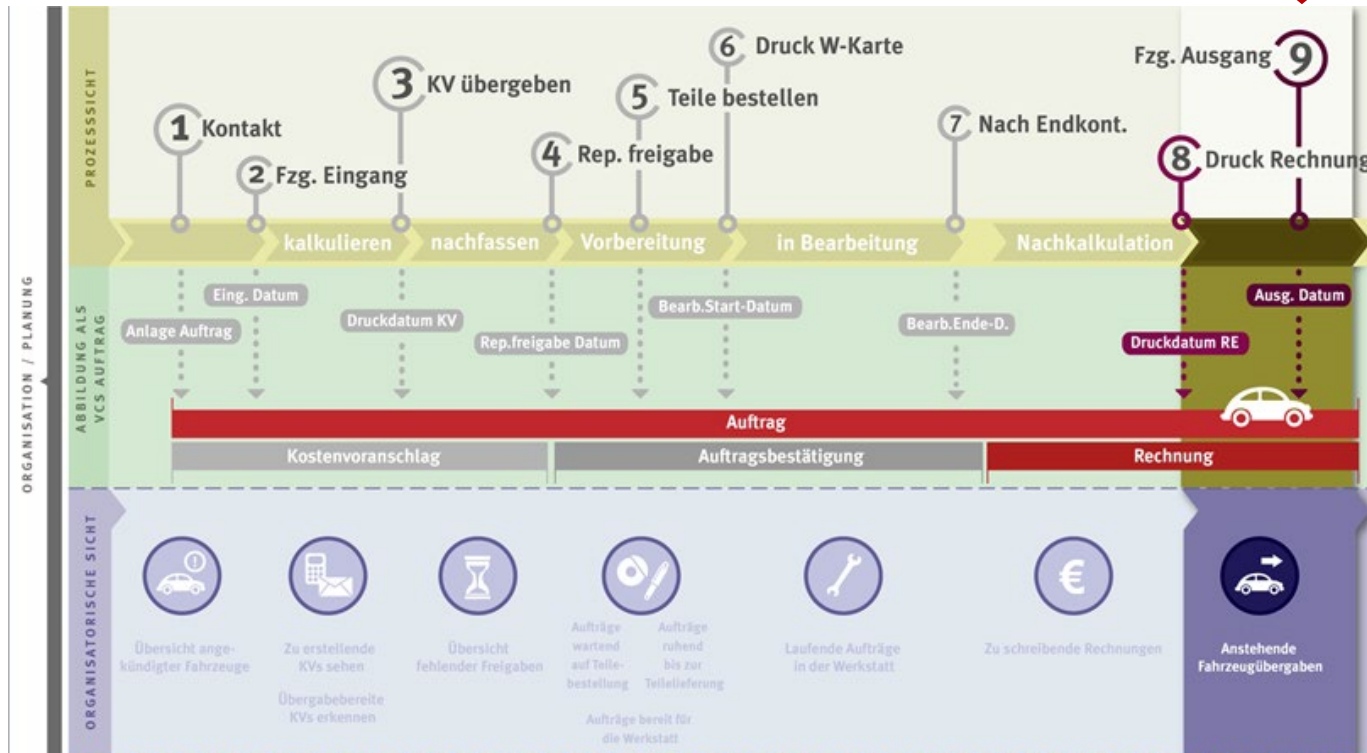 ORGANISATION / PLANUNG
PROZESSSICHT
1 Kontakt
2 Fzg. Eingang
3 KV übergeben
4 Rep. freigabe
5 Teile bestellen
6 Druck W-Karte
7 Nach Endkont.
8 Druck Rechnung
Fzg. Ausgang 9
kalkulieren
nachfassen
Vorbereitung
in Bearbeitung
Nachkalkulation
ABBILDUNG ALS
VCS AUFTRAG
Anlage Auftrag
Eing. Datum
Druckdatum KV
Rep.freigabe Datum
Bearb.Start-Datum
Bearb.Ende-D.
Druckdatum RE
Ausg. Datum
Auftrag
Kostenvoranschlag
Auftragsbestätigung
Rechnung
ORGANISATORISCHE SICHT
Übersicht ange-
kündigter Fahrzeuge
Zu erstellende
KVs sehen
Übergabebereite
KVs erkennen
Übersicht
fehlender Freigaben
Aufträge
wartend
auf Teile-
bestellung
Aufträge
ruhend
bis zur
Teilelieferung
Aufträge bereit für
die Werkstatt
Laufende Aufträge
in der Werkstatt
€
Zu schreibende Rechnungen
Anstehende
Fahrzeugübergaben